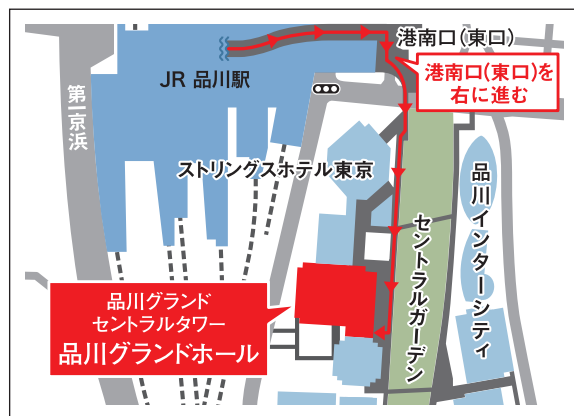 港南口(東口)
JR 品川駅
港南口(東口)を
右に進む
第一京浜
ストリングスホテル東京
品川インターシティ
セントラルガーデン
品川グランド
セントラルタワー
品川グランドホール